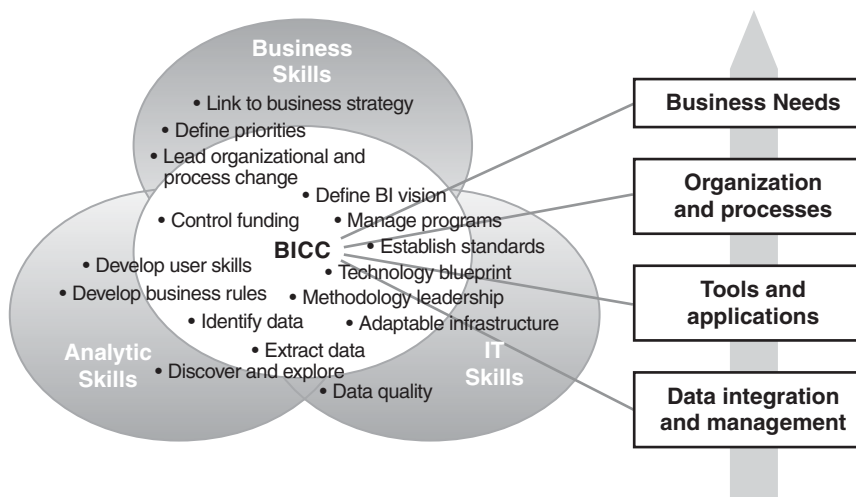 Business
Skills
• Link to business strategy
• Define priorities
• Lead organizational and
process change
• Define BI vision
• Control funding
• Manage programs
• Establish standards
BICC
• Develop user skills
• Technology blueprint
• Develop business rules
• Methodology leadership
• Identify data
• Adaptable infrastructure
Analytic
Skills
• Extract data
IT
Skills
• Discover and explore
• Data quality
Business Needs
Organization
and processes
Tools and
applications
Data integration
and management